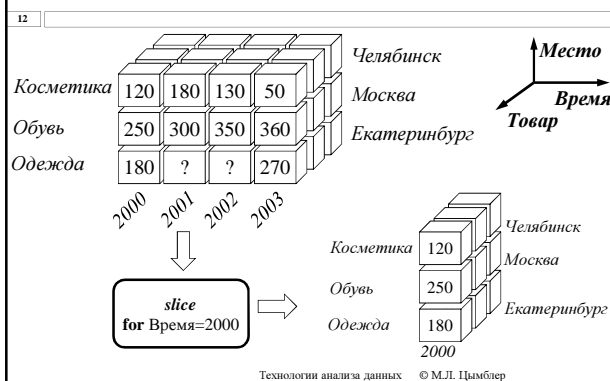 12
Челябинск
Место
Косметика 120 180 130 50
Москва
Время
Обувь 250 300 350 360
Товар
Екатеринбург
Одежда 180 ? ? 270
2000 2001 2002 2003
Косметика 120
Челябинск
Москва
slice
for Время=2000
Обувь 250
Екатеринбург
Одежда 180
2000
Технологии анализа данных © М.Л. Цымблер